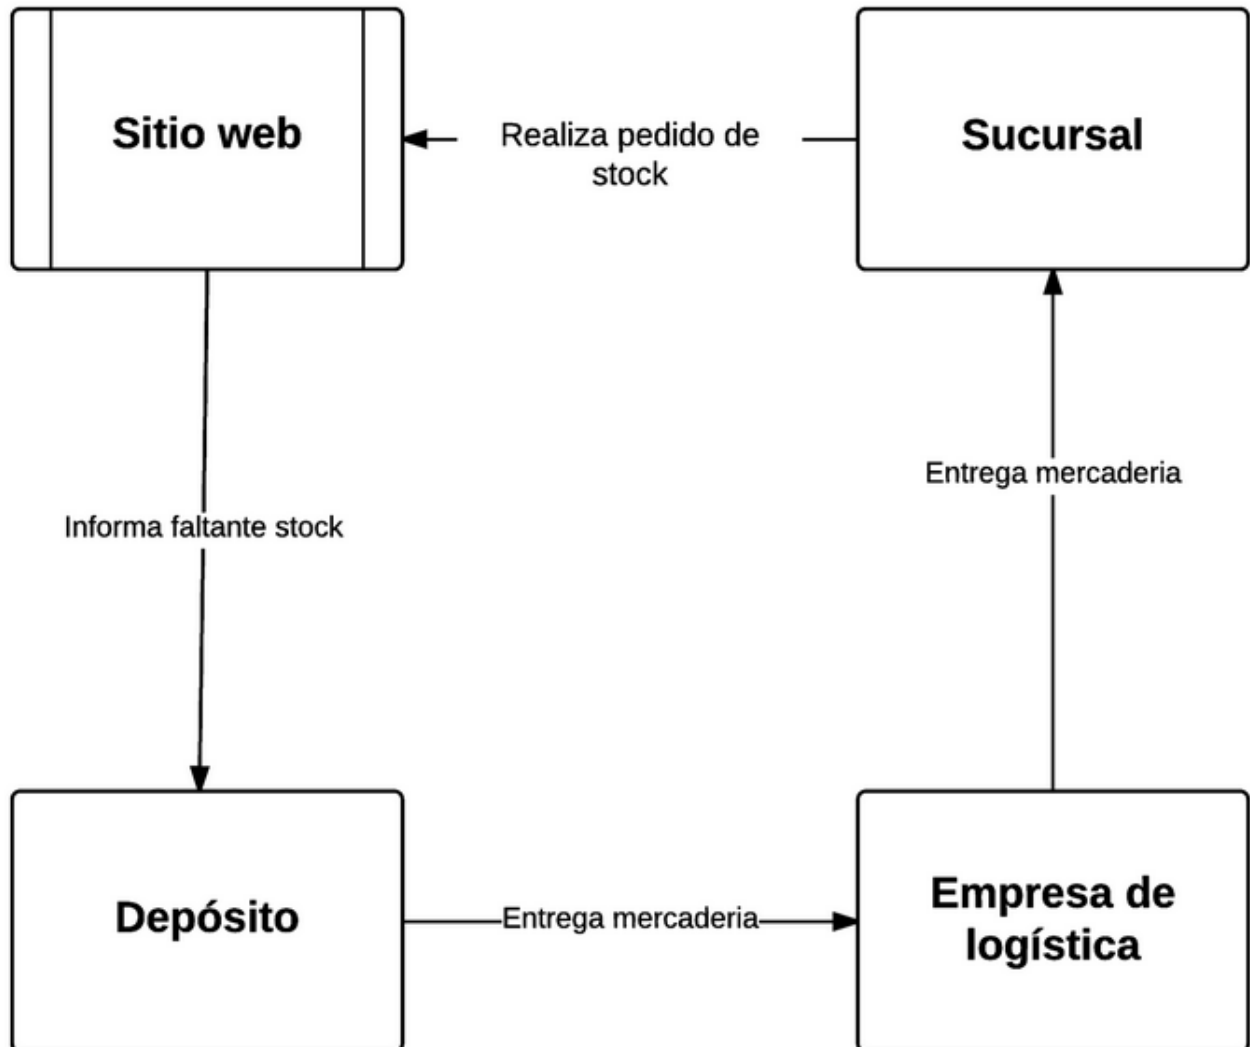 Sitio web
Realiza pedido de
stock
Sucursal
Informa faltante stock
Entrega mercaderia
Depósito
Entrega mercaderia
Empresa de
logística